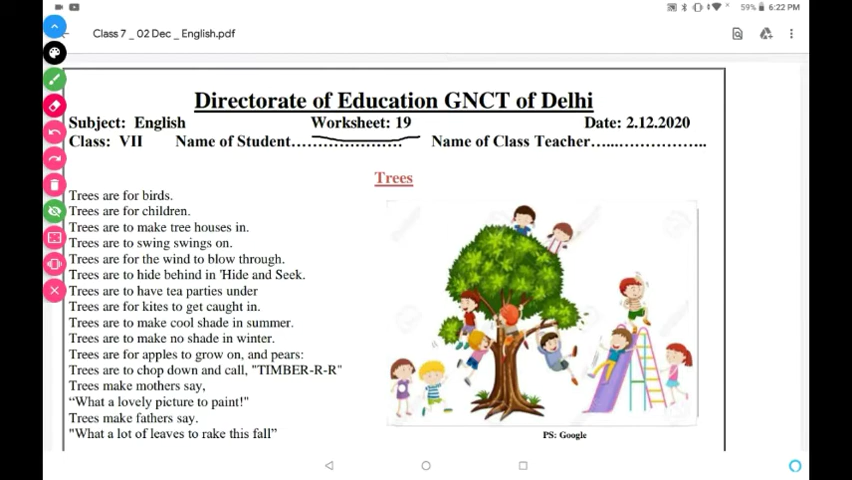 59% 6:22 PM
Class 7 _ 02 Dec _ English.pdf
Directorate of Education GNCT of Delhi
Subject: English Worksheet: 19 Date: 2.12.2020
Class: VII Name of Student…………………. Name of Class Teacher…...……………..
Trees
Trees are for birds.
Trees are for children.
Trees are to make tree houses in.
Trees are to swing swings on.
Trees are for the wind to blow through.
Trees are to hide behind in 'Hide and Seek.
Trees are to have tea parties under
Trees are for kites to get caught in.
Trees are to make cool shade in summer.
Trees are to make no shade in winter.
Trees are for apples to grow on, and pears:
Trees are to chop down and call, "TIMBER-R-R"
Trees make mothers say,
“What a lovely picture to paint!"
Trees make fathers say.
"What a lot of leaves to rake this fall”
PS: Google